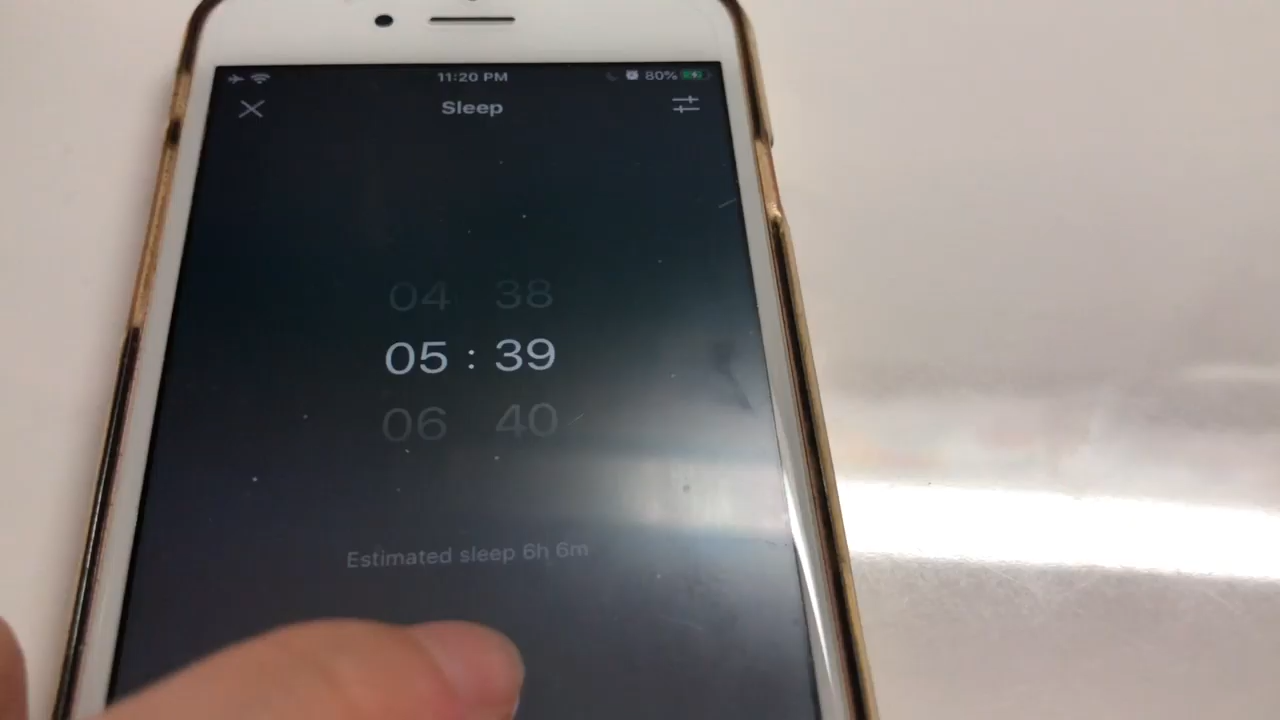 11:20 PM 80%
Sleep
04 38
05 : 39
06 40
Estimated sleep 6h 6m